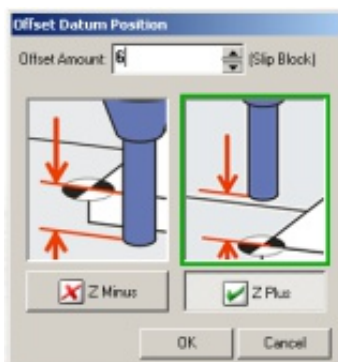 Offset Datum Position
Offset Amount: 6 (Slip Block)
Z Minus Z Plus
OK Cancel